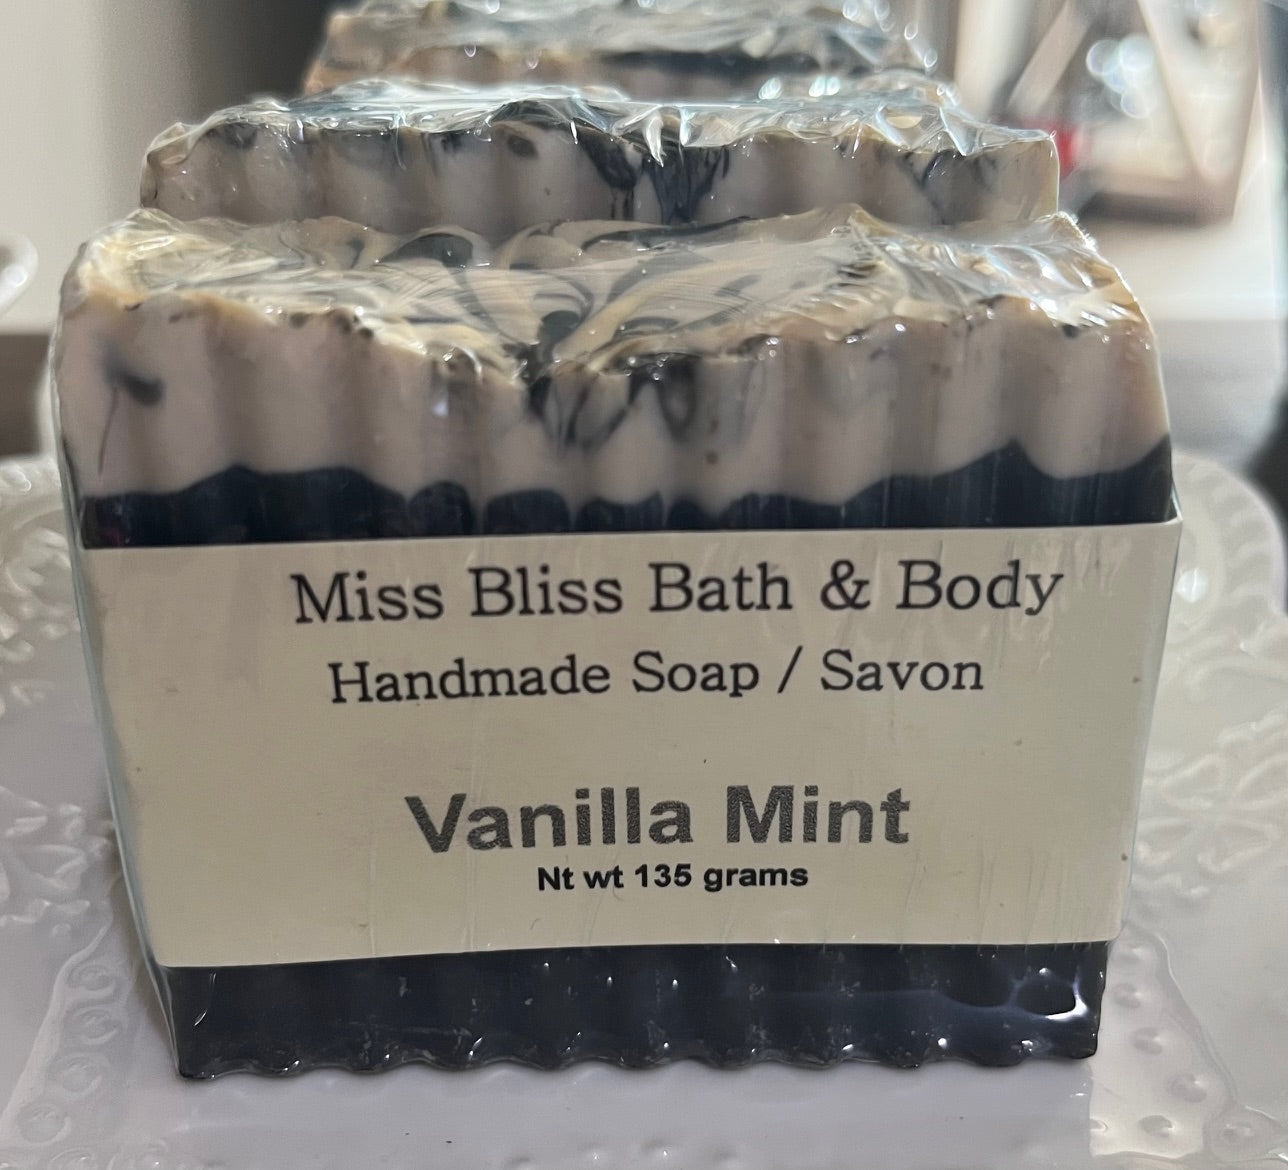 Miss Bliss Bath & Body
Handmade Soap / Savon
Vanilla Mint
Nt wt 135 grams